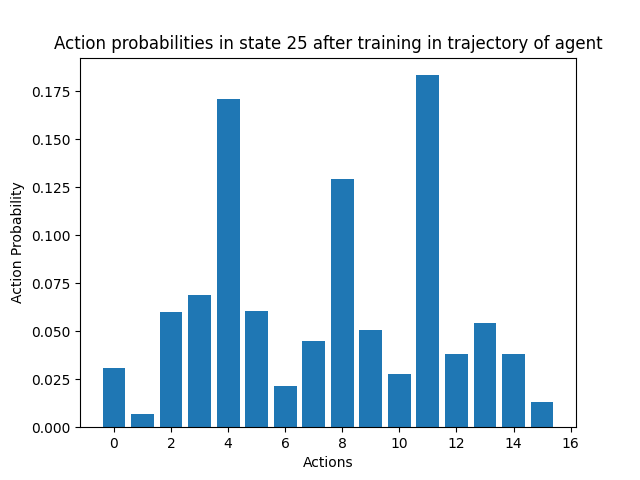 Action probabilities in state 25 after training in trajectory of agent
0.175
0.150
0.125
0.100
0.075
0.050
0.025
0.000
Action Probability
0 2 4 6 8 10 12 14 16
Actions